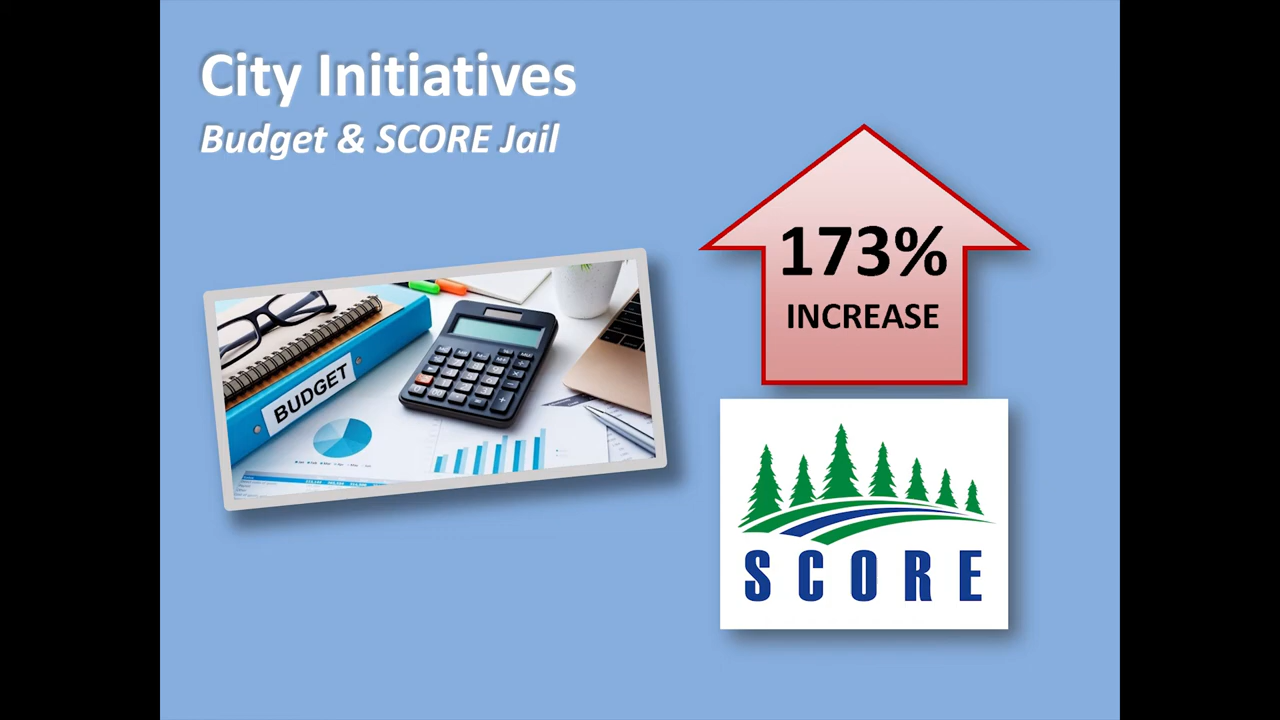 City Initiatives
Budget & SCORE Jail
173%
INCREASE
BUDGET
SCORE